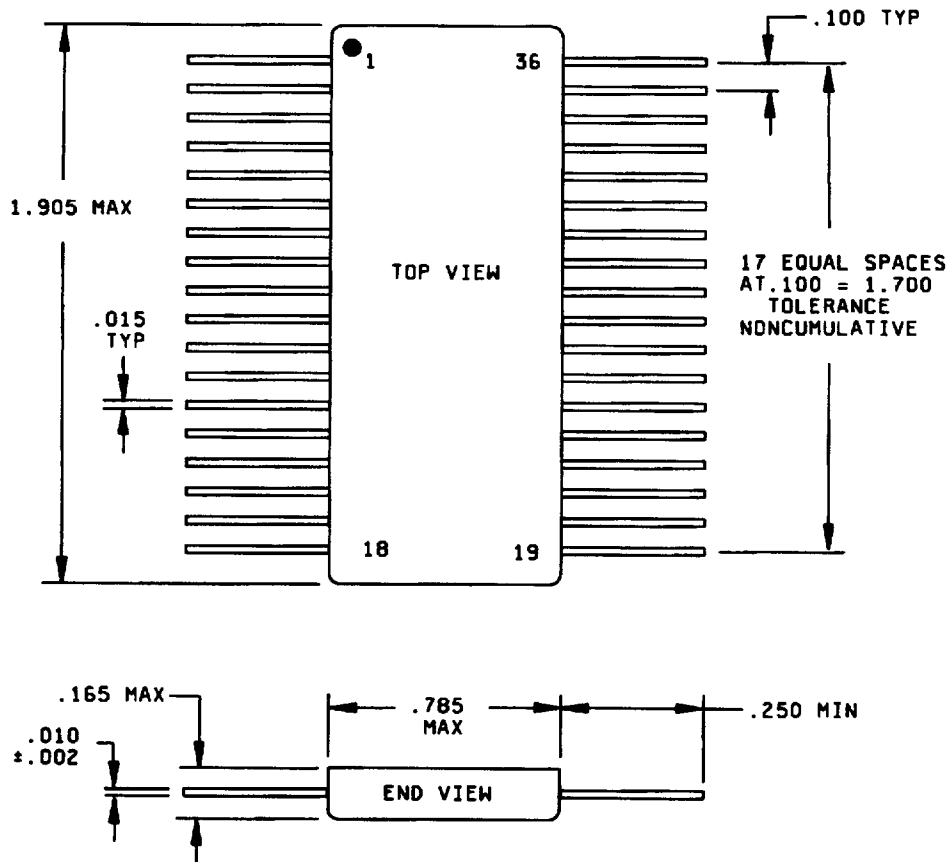 .100 TYP
1
36
1.905 MAX
TOP VIEW
17 EQUAL SPACES
AT.100 = 1.700
TOLERANCE
NONCUMULATIVE
.015
TYP
18
19
.165 MAX
.785
MAX
.250 MIN
.010
±.002
END VIEW